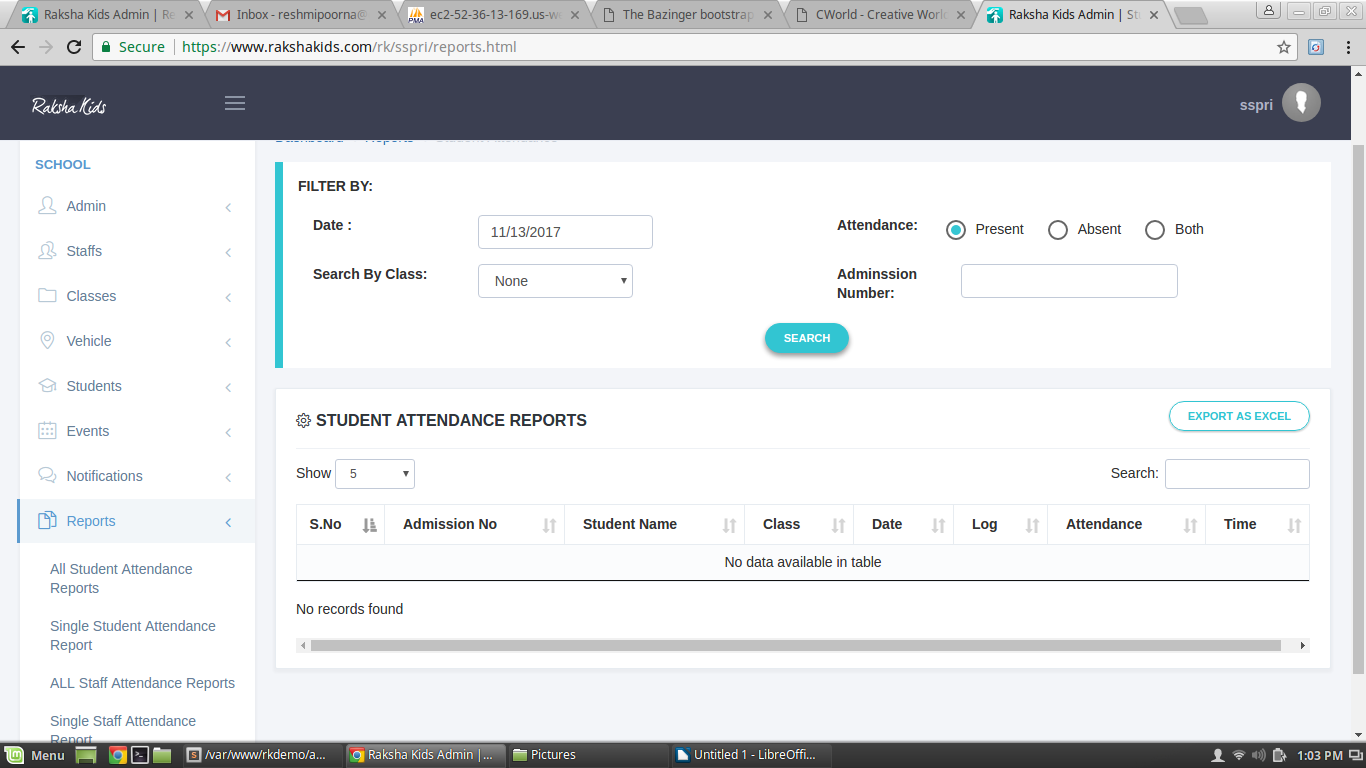 Raksha Kids Admin | Re
Inbox - reshmipoorna@
ec2-52-36-13-169.us-we
The Bazinger bootstrap
CWorld - Creative World
Raksha Kids Admin | Stu
Secure
https://www.rakshakids.com/rk/sspri/reports.html
Raksha Kids
sspri
SCHOOL
Admin
Staffs
Classes
Vehicle
Students
Events
Notifications
Reports
All Student Attendance
Reports
Single Student Attendance
Report
ALL Staff Attendance Reports
Single Staff Attendance
Report
Dashboard Reports Student Attendance
FILTER BY:
Date : 11/13/2017
Attendance: Present Absent Both
Search By Class: None
Adminssion
Number:
SEARCH
STUDENT ATTENDANCE REPORTS
EXPORT AS EXCEL
Show 5
Search:
S.No Admission No Student Name Class Date Log Attendance Time
No data available in table
No records found
Menu
/var/www/rkdemo/a...
Raksha Kids Admin |...
Pictures
Untitled 1 - LibreOffi...
1:03 PM